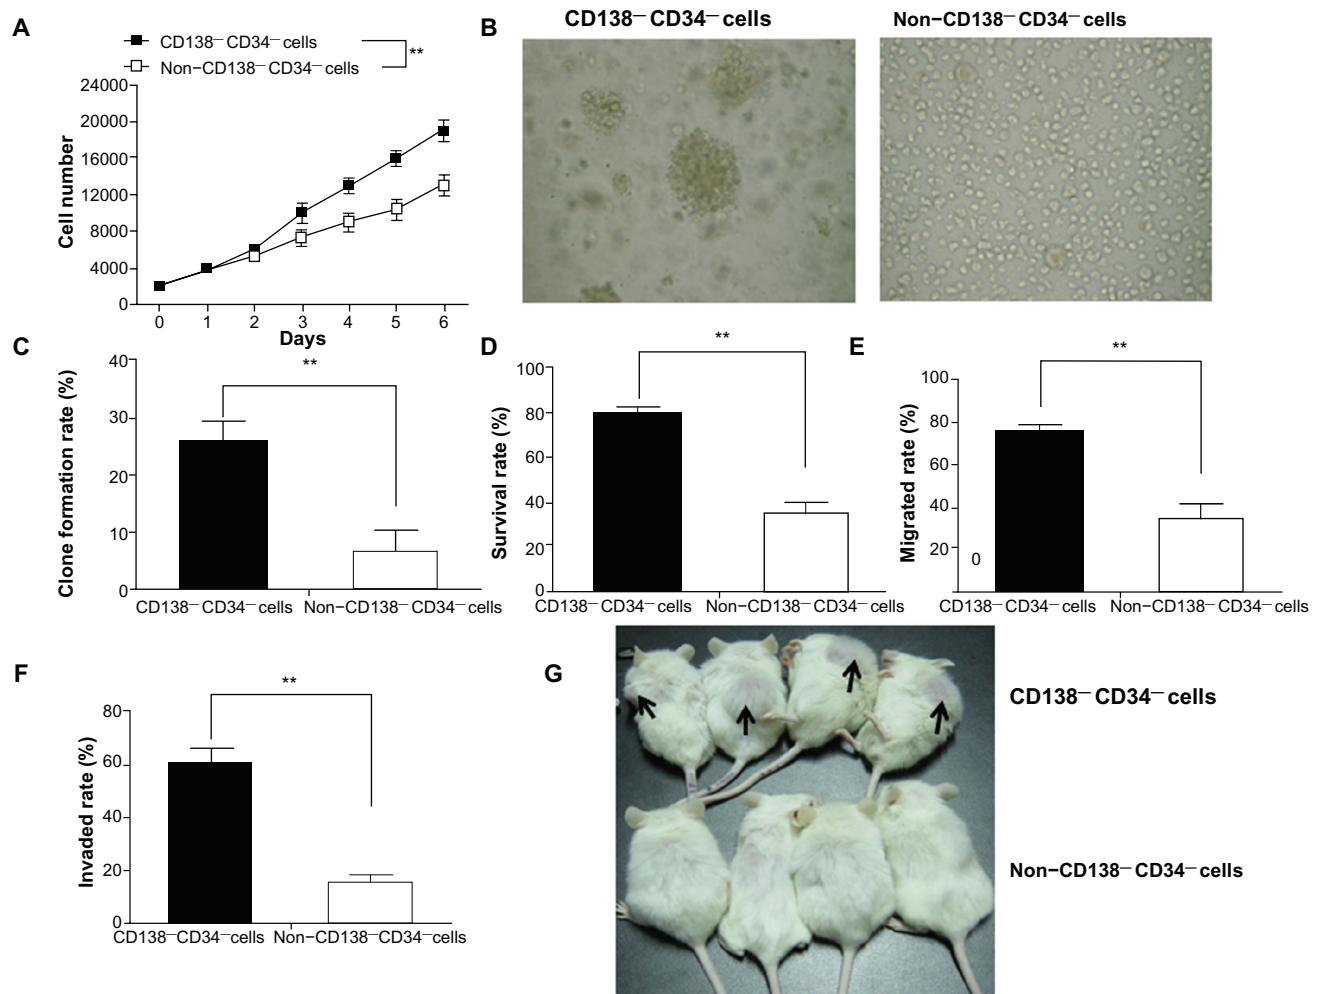 A
CD138⁻CD34⁻cells
Non–CD138⁻CD34⁻cells
**
24000
20000
16000
12000
8000
4000
0
Cell number
0 1 2 3 4 5 6
Days
B
CD138⁻CD34⁻cells
Non–CD138⁻CD34⁻cells
C
40
30
20
10
0
Clone formation rate (%)
**
CD138⁻CD34⁻cells Non–CD138⁻CD34⁻cells
D
100
80
60
40
20
0
Survival rate (%)
**
CD138⁻CD34⁻cells Non–CD138⁻CD34⁻cells
E
100
80
60
40
20
0
Migrated rate (%)
**
CD138⁻CD34⁻cells Non–CD138⁻CD34⁻cells
F
80
60
40
20
0
Invaded rate (%)
**
CD138⁻CD34⁻cells Non–CD138⁻CD34⁻cells
G
CD138⁻CD34⁻cells
Non–CD138⁻CD34⁻cells